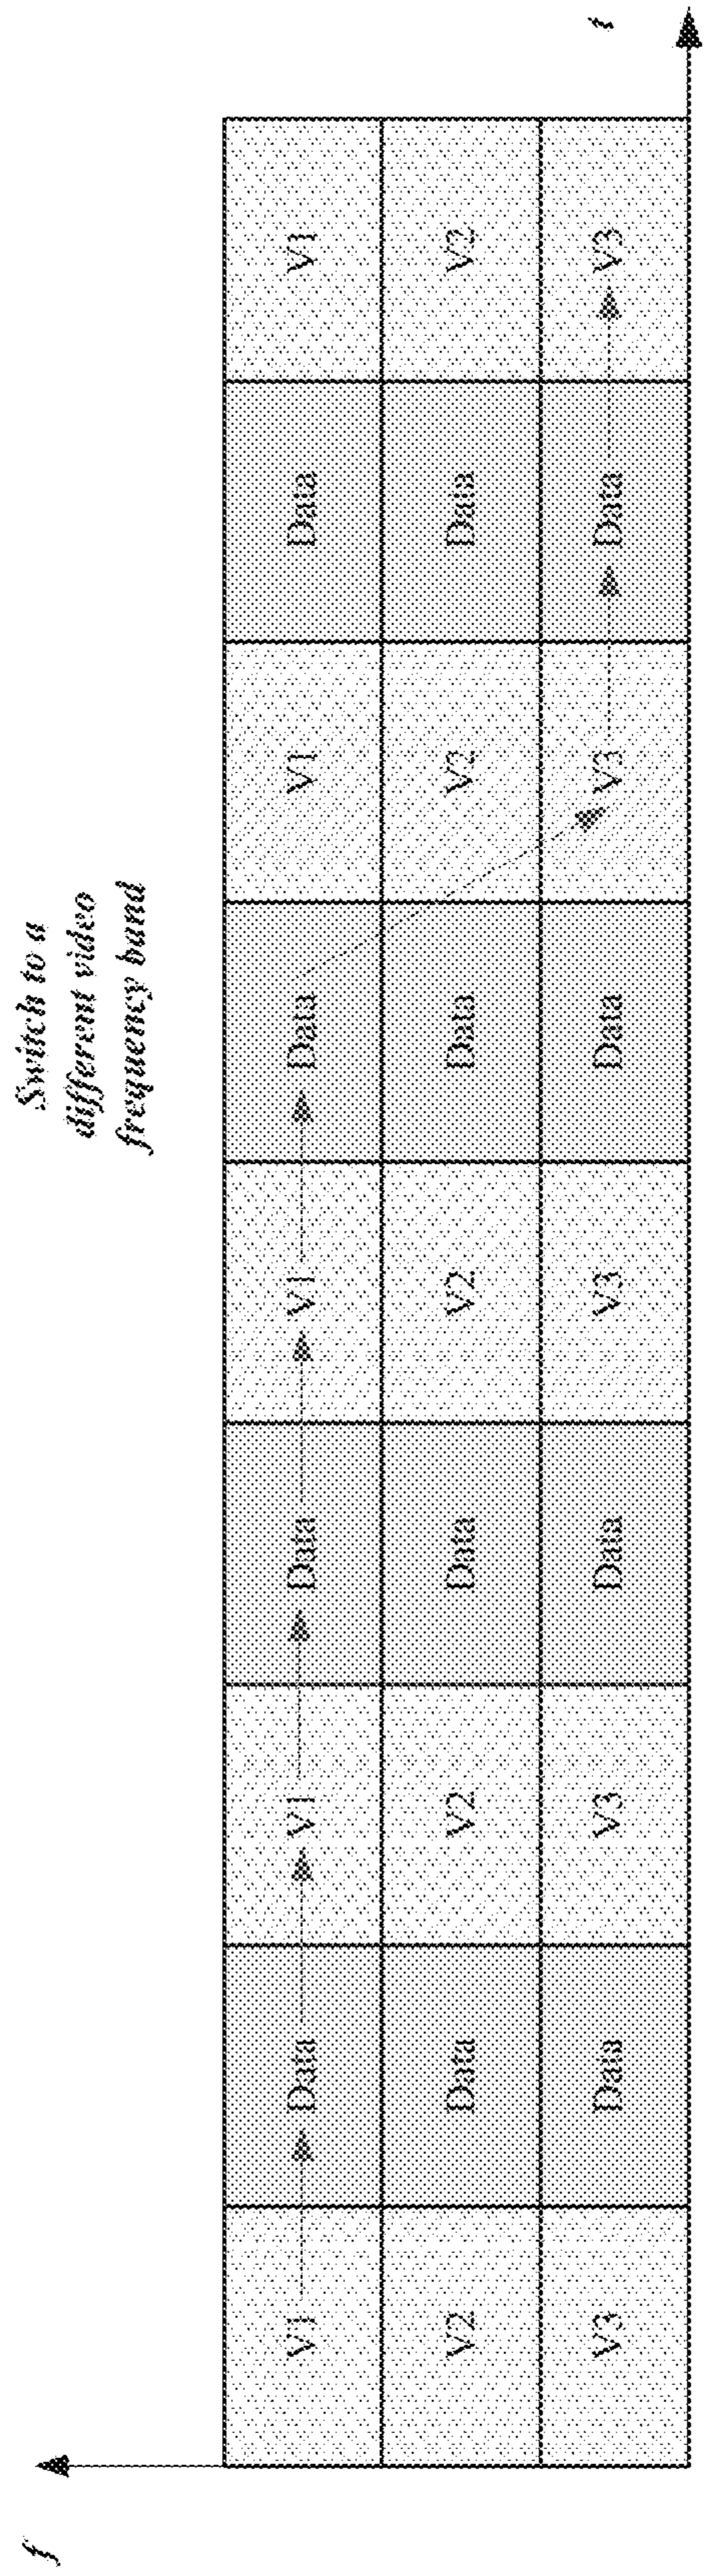 f
Switch to a
different video
frequency band
V1 Data V1 Data V1 Data V1 Data V1
V2 Data V2 Data V2 Data V2 Data V2
V3 Data V3 Data V3 Data V3 Data V3
t